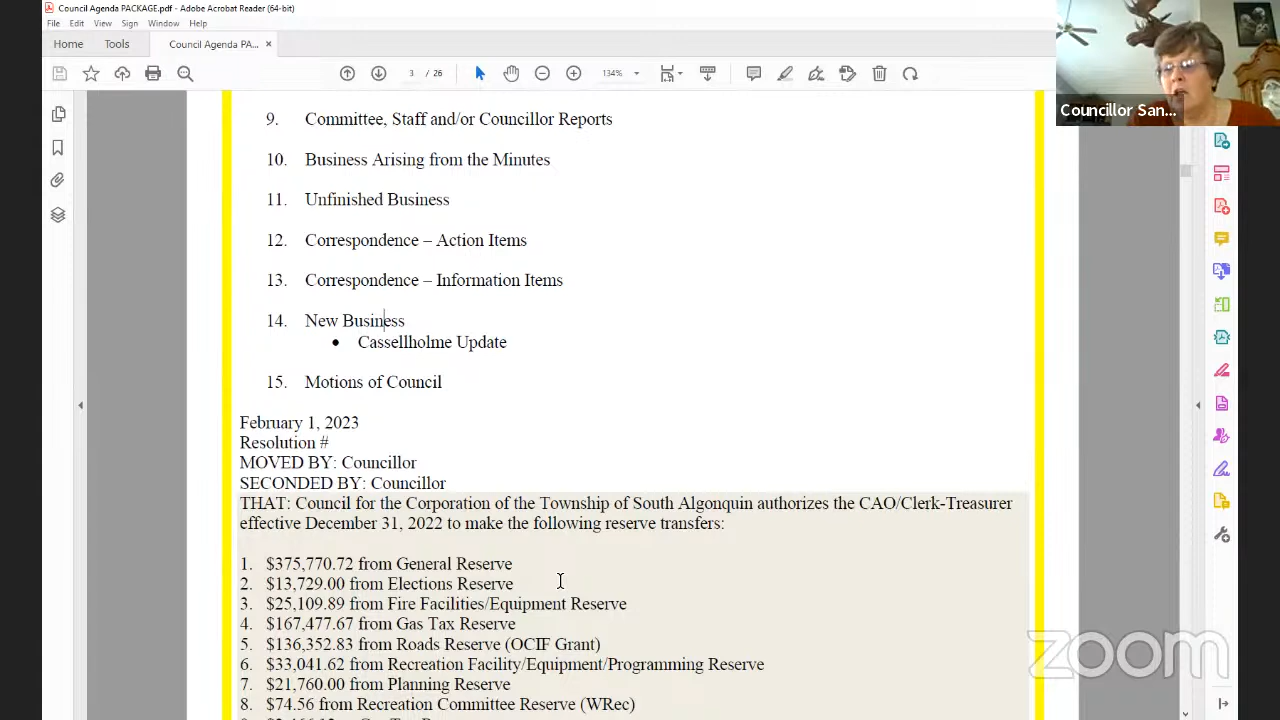 Council Agenda PACKAGE.pdf - Adobe Acrobat Reader (64-bit)
File Edit View Sign Window Help
Home Tools Council Agenda PA... ×
3 / 26 134%
Councillor San...
9. Committee, Staff and/or Councillor Reports
10. Business Arising from the Minutes
11. Unfinished Business
12. Correspondence – Action Items
13. Correspondence – Information Items
14. New Business
• Cassellholme Update
15. Motions of Council
February 1, 2023
Resolution #
MOVED BY: Councillor
SECONDED BY: Councillor
THAT: Council for the Corporation of the Township of South Algonquin authorizes the CAO/Clerk-Treasurer
effective December 31, 2022 to make the following reserve transfers:
1. $375,770.72 from General Reserve
2. $13,729.00 from Elections Reserve
3. $25,109.89 from Fire Facilities/Equipment Reserve
4. $167,477.67 from Gas Tax Reserve
5. $136,352.83 from Roads Reserve (OCIF Grant)
6. $33,041.62 from Recreation Facility/Equipment/Programming Reserve
7. $21,760.00 from Planning Reserve
8. $74.56 from Recreation Committee Reserve (WRec)
zoom